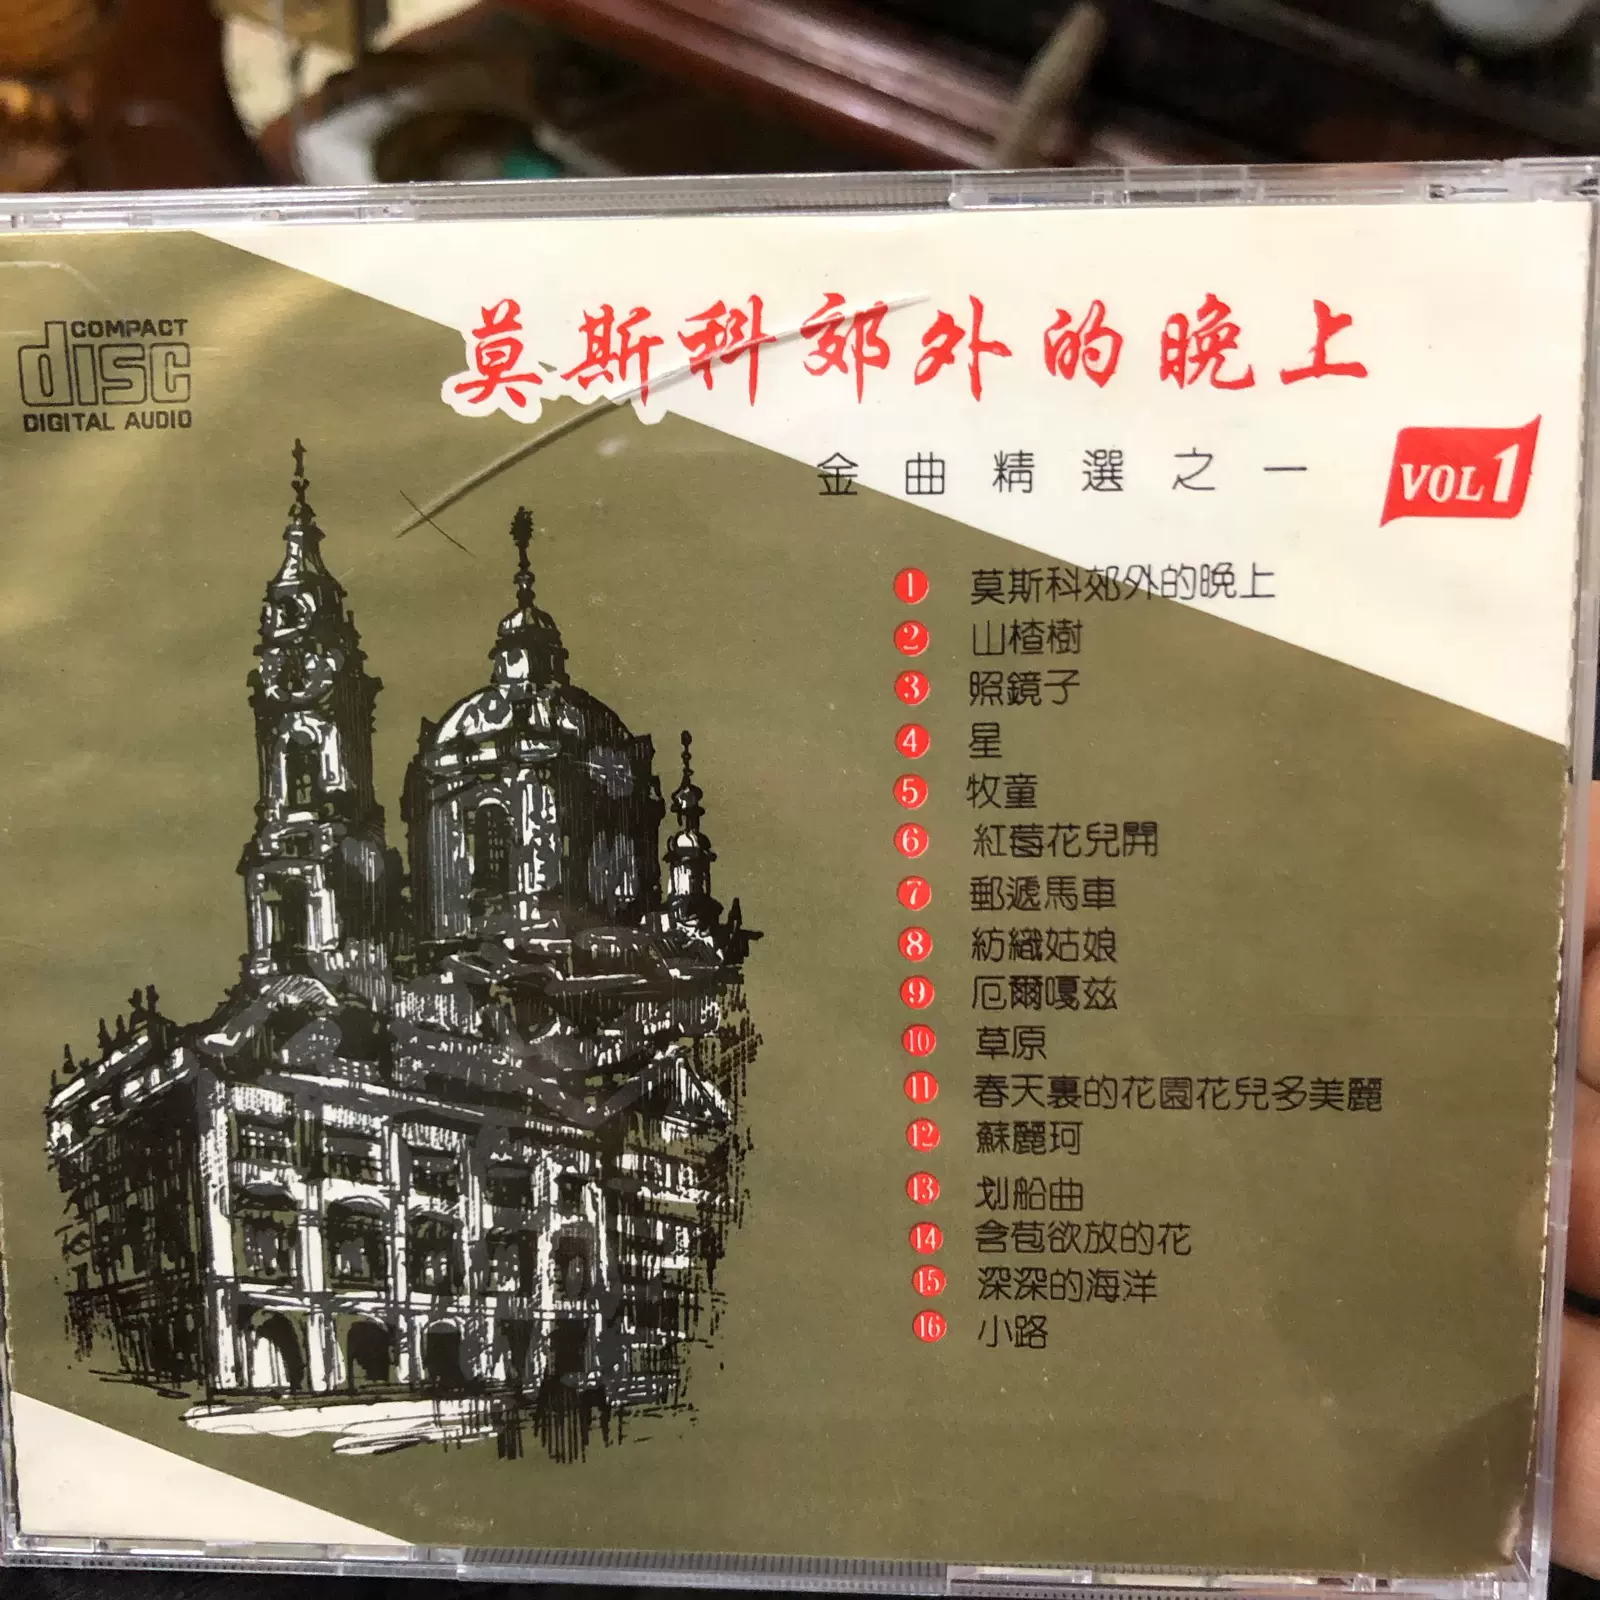 COMPACT
disc
DIGITAL AUDIO
莫斯科郊外的晚上
金曲精選之一
VOL 1
1 莫斯科郊外的晚上
2 山楂樹
3 照鏡子
4 星
5 牧童
6 紅莓花兒開
7 郵遞馬車
8 紡織姑娘
9 厄爾嘎兹
10 草原
11 春天裏的花園花兒多美麗
12 蘇麗珂
13 划船曲
14 含苞欲放的花
15 深深的海洋
16 小路